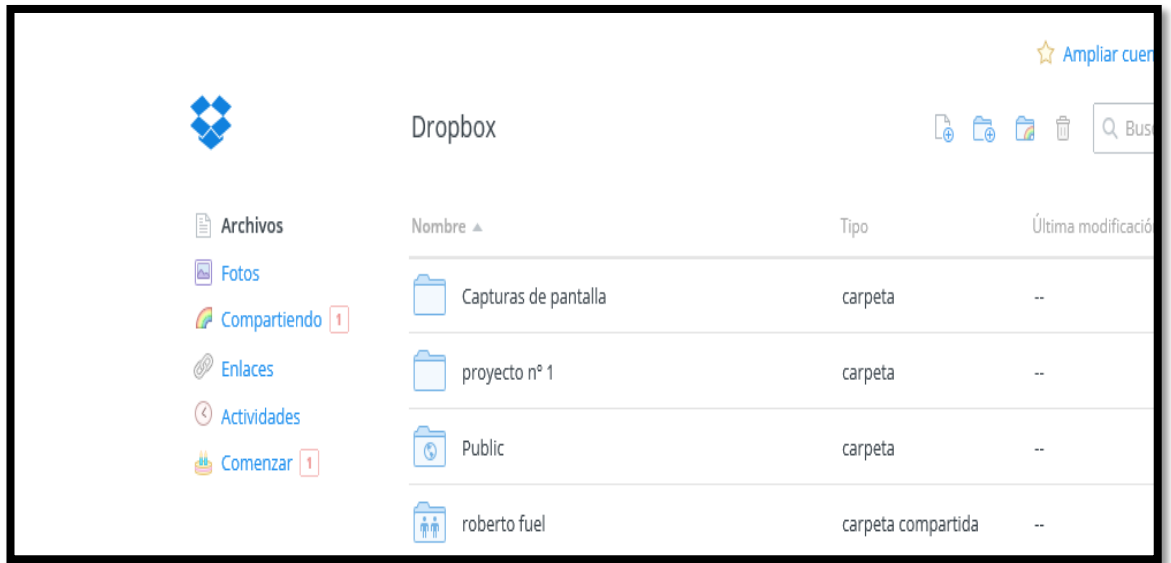 Ampliar cuen
Dropbox
Bus
Archivos
Fotos
Compartiendo 1
Enlaces
Actividades
Comenzar 1
Nombre Tipo Última modificació
Capturas de pantalla carpeta --
proyecto nº 1 carpeta --
Public carpeta --
roberto fuel carpeta compartida --